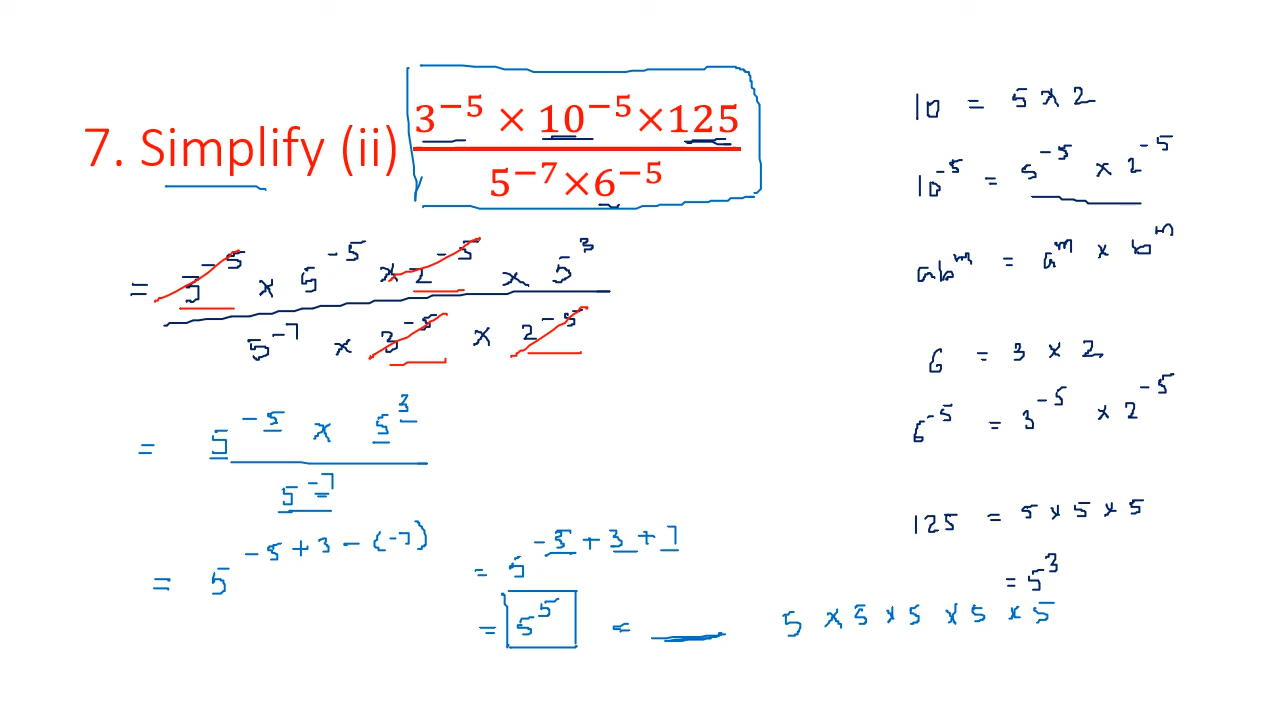 7. Simplify (ii) \frac{3^{-5} × 10^{-5} × 125}{5^{-7} × 6^{-5}}
= \frac{3^{-5} × 5^{-5} × 2^{-5} × 5^{3}}{5^{-7} × 3^{-5} × 2^{-5}}
= \frac{5^{-5} × 5^{3}}{5^{-7}}
= 5^{-5+3-(-7)}
= 5^{-5+3+7}
= 5^{5} =
5 × 5 × 5 × 5 × 5
10 = 5 × 2
10^{-5} = 5^{-5} × 2^{-5}
ab^{m} = a^{m} × b^{m}
6 = 3 × 2
6^{-5} = 3^{-5} × 2^{-5}
125 = 5 × 5 × 5
= 5^{3}